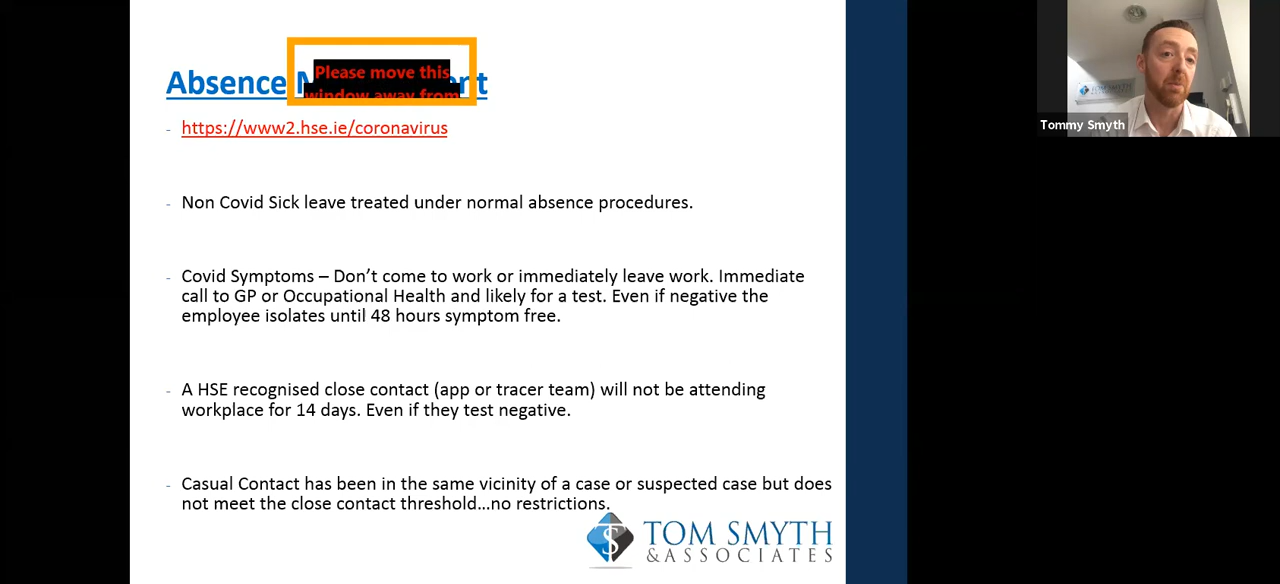 Absence
Please move this
window away from
https://www2.hse.ie/coronavirus
- Non Covid Sick leave treated under normal absence procedures.
- Covid Symptoms – Don’t come to work or immediately leave work. Immediate
call to GP or Occupational Health and likely for a test. Even if negative the
employee isolates until 48 hours symptom free.
- A HSE recognised close contact (app or tracer team) will not be attending
workplace for 14 days. Even if they test negative.
- Casual Contact has been in the same vicinity of a case or suspected case but does
not meet the close contact threshold…no restrictions.
TOM SMYTH
& ASSOCIATES
Tommy Smyth